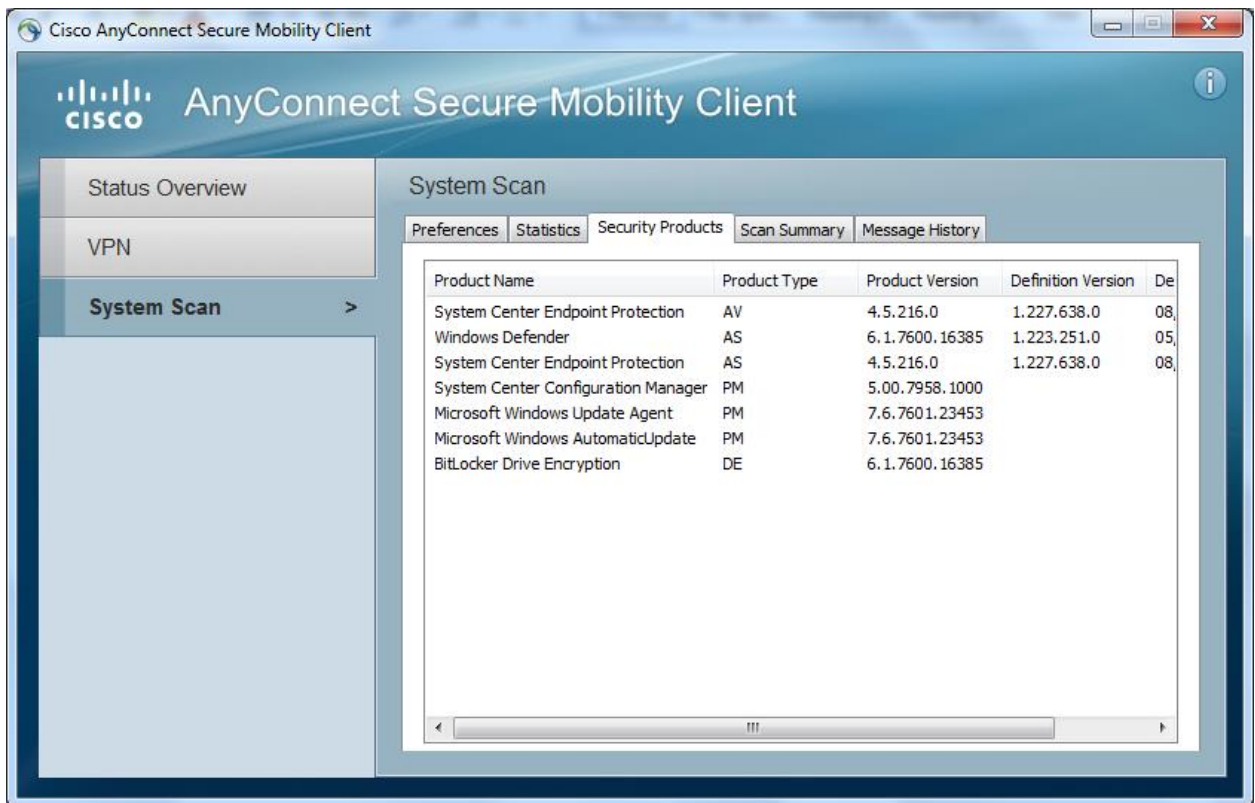 Cisco AnyConnect Secure Mobility Client
CISCO AnyConnect Secure Mobility Client
Status Overview
VPN
System Scan >
System Scan
Preferences Statistics Security Products Scan Summary Message History
Product Name Product Type Product Version Definition Version De
System Center Endpoint Protection AV 4.5.216.0 1.227.638.0 08,
Windows Defender AS 6.1.7600.16385 1.223.251.0 05,
System Center Endpoint Protection AS 4.5.216.0 1.227.638.0 08,
System Center Configuration Manager PM 5.00.7958.1000
Microsoft Windows Update Agent PM 7.6.7601.23453
Microsoft Windows AutomaticUpdate PM 7.6.7601.23453
BitLocker Drive Encryption DE 6.1.7600.16385